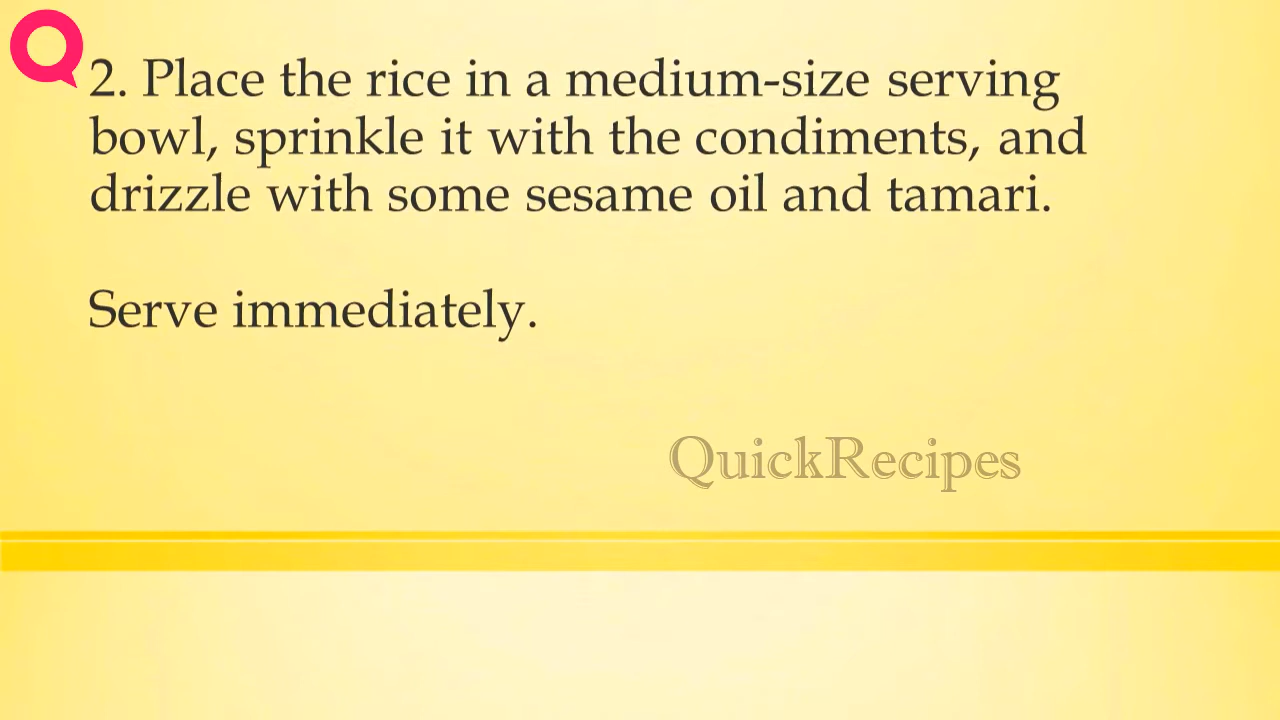 2. Place the rice in a medium-size serving
bowl, sprinkle it with the condiments, and
drizzle with some sesame oil and tamari.
Serve immediately.
QuickRecipes